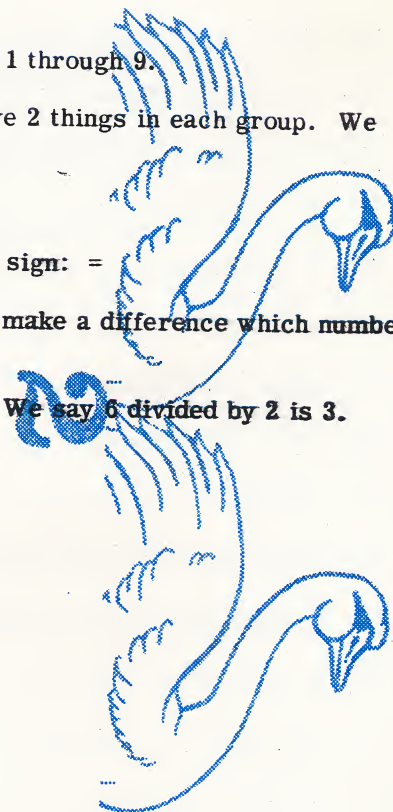 1 through 9.
e 2 things in each group. We
sign: =
make a difference which numbe
2 We say 6 divided by 2 is 3.